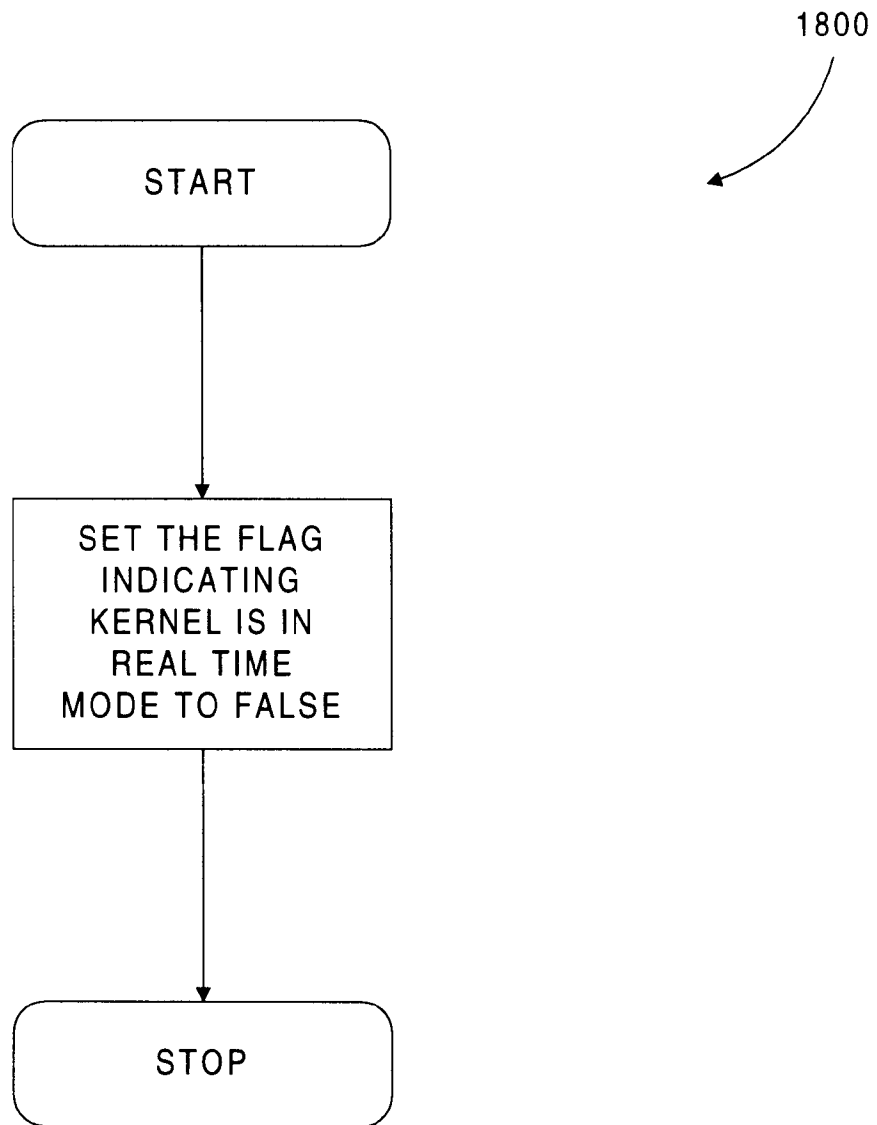 1800
START
SET THE FLAG
INDICATING
KERNEL IS IN
REAL TIME
MODE TO FALSE
STOP